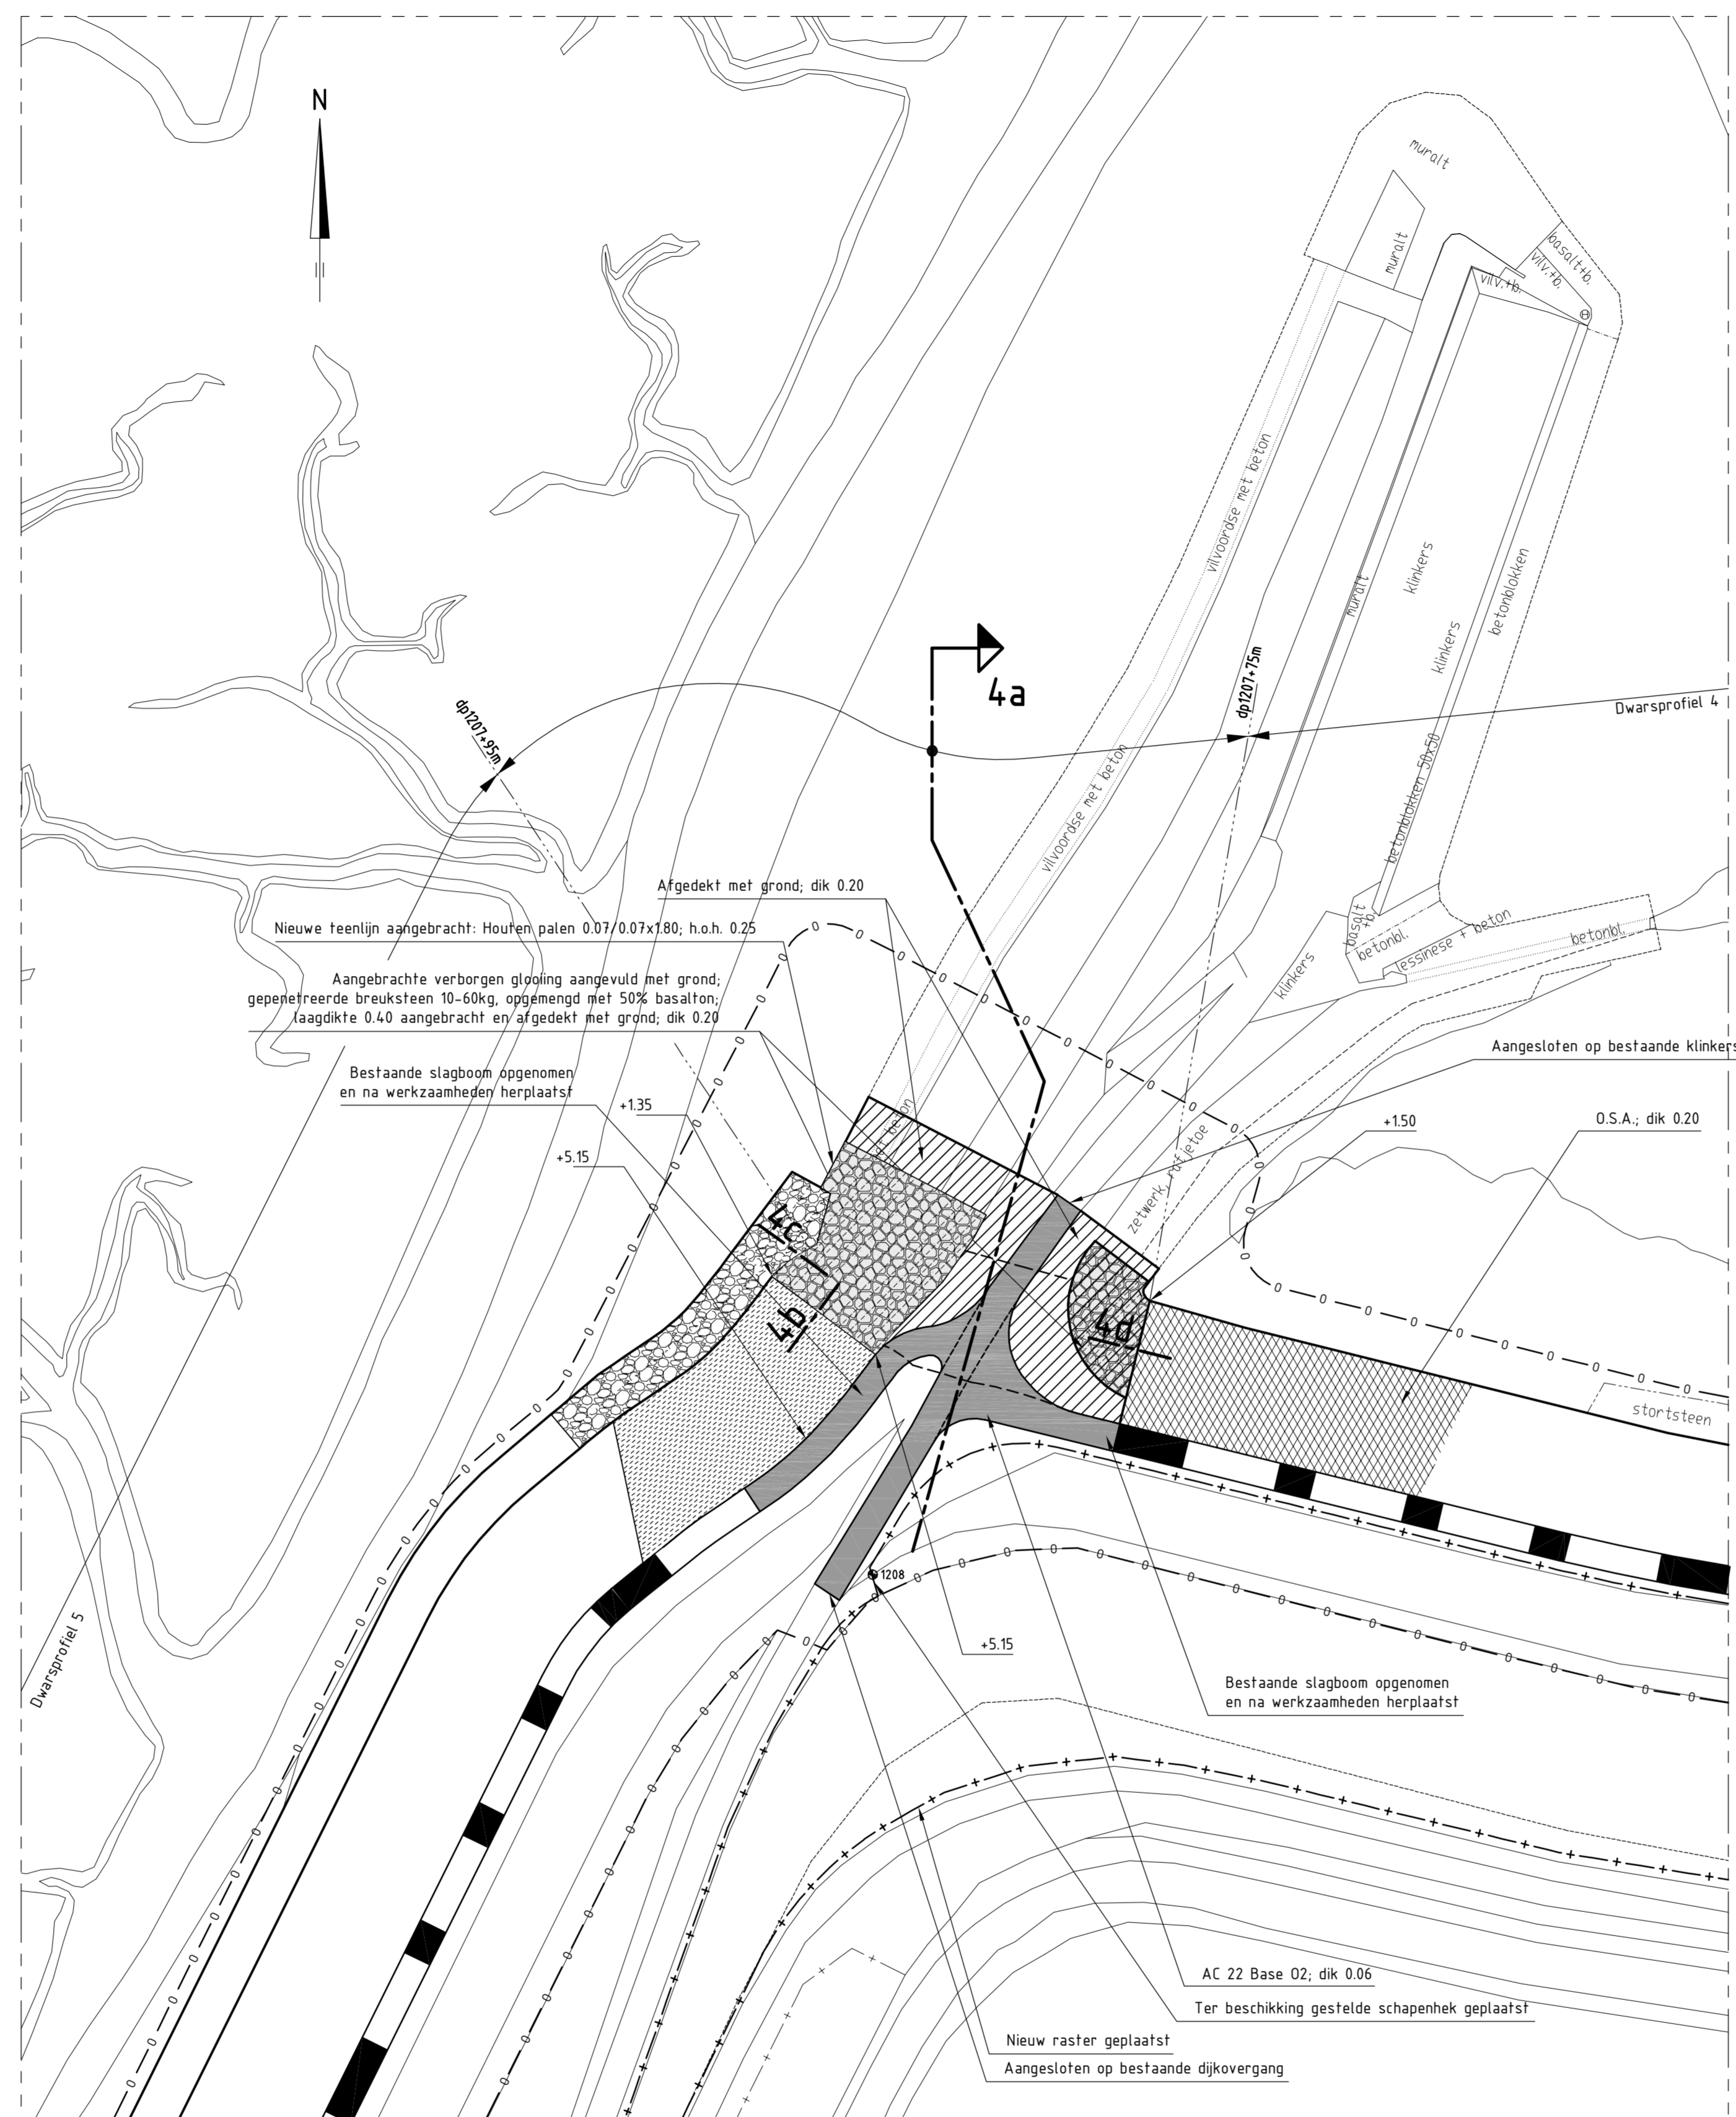 N
muralt
muralt
basalt+b.
vilv.+b.
vilv.+b.
H
vilvoordse met beton
muralt
klinkers
betonblokken
klinkers
4a
dp1207+75m
Dwarsprofiel 4
dp1207+95m
betonblokken 50x50
vilvoordse met beton
Afgedekt met grond; dik 0.20
Nieuwe teenlijn aangebracht: Houten palen 0.07/0.07x1.80; h.o.h. 0.25
basalt
+b.
betonbl.
lessinese + beton
betonbl.
klinkers
Aangebrachte verborgen glooiing aangevuld met grond;
gepenetreerde breuksteen 10-60kg, opgemengd met 50% basalton;
laagdikte 0.40 aangebracht en afgedekt met grond; dik 0.20
Aangesloten op bestaande klinkers
Bestaande slagboom opgenomen
en na werkzaamheden herplaatst
+1.35
beton
+1.50
O.S.A.; dik 0.20
+5.15
zetwerk, rafjetoe
4c
4b
4d
stortsteen
1208
Dwarsprofiel 5
+5.15
Bestaande slagboom opgenomen
en na werkzaamheden herplaatst
AC 22 Base O2; dik 0.06
Ter beschikking gestelde schapenhek geplaatst
Nieuw raster geplaatst
Aangesloten op bestaande dijkovergang